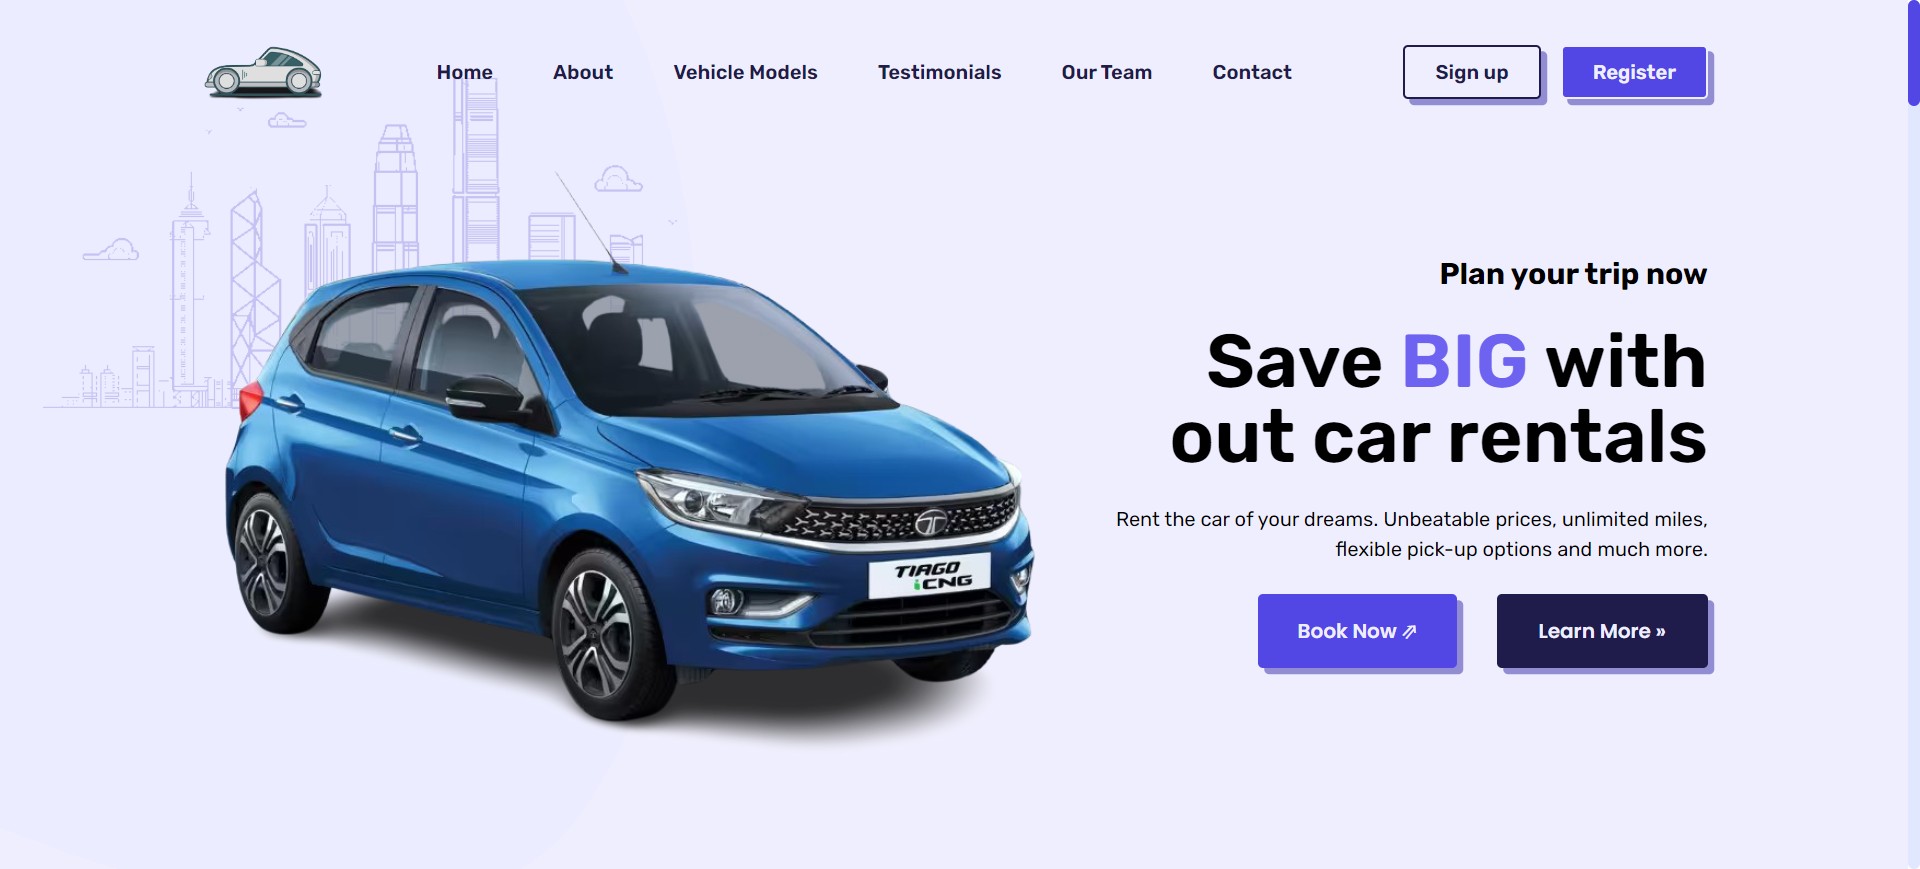 Home
About
Vehicle Models
Testimonials
Our Team
Contact
Sign up
Register
Plan your trip now
Save BIG with
out car rentals
Rent the car of your dreams. Unbeatable prices, unlimited miles,
flexible pick-up options and much more.
Book Now ⇗
Learn More »
TIAGO
iCNG